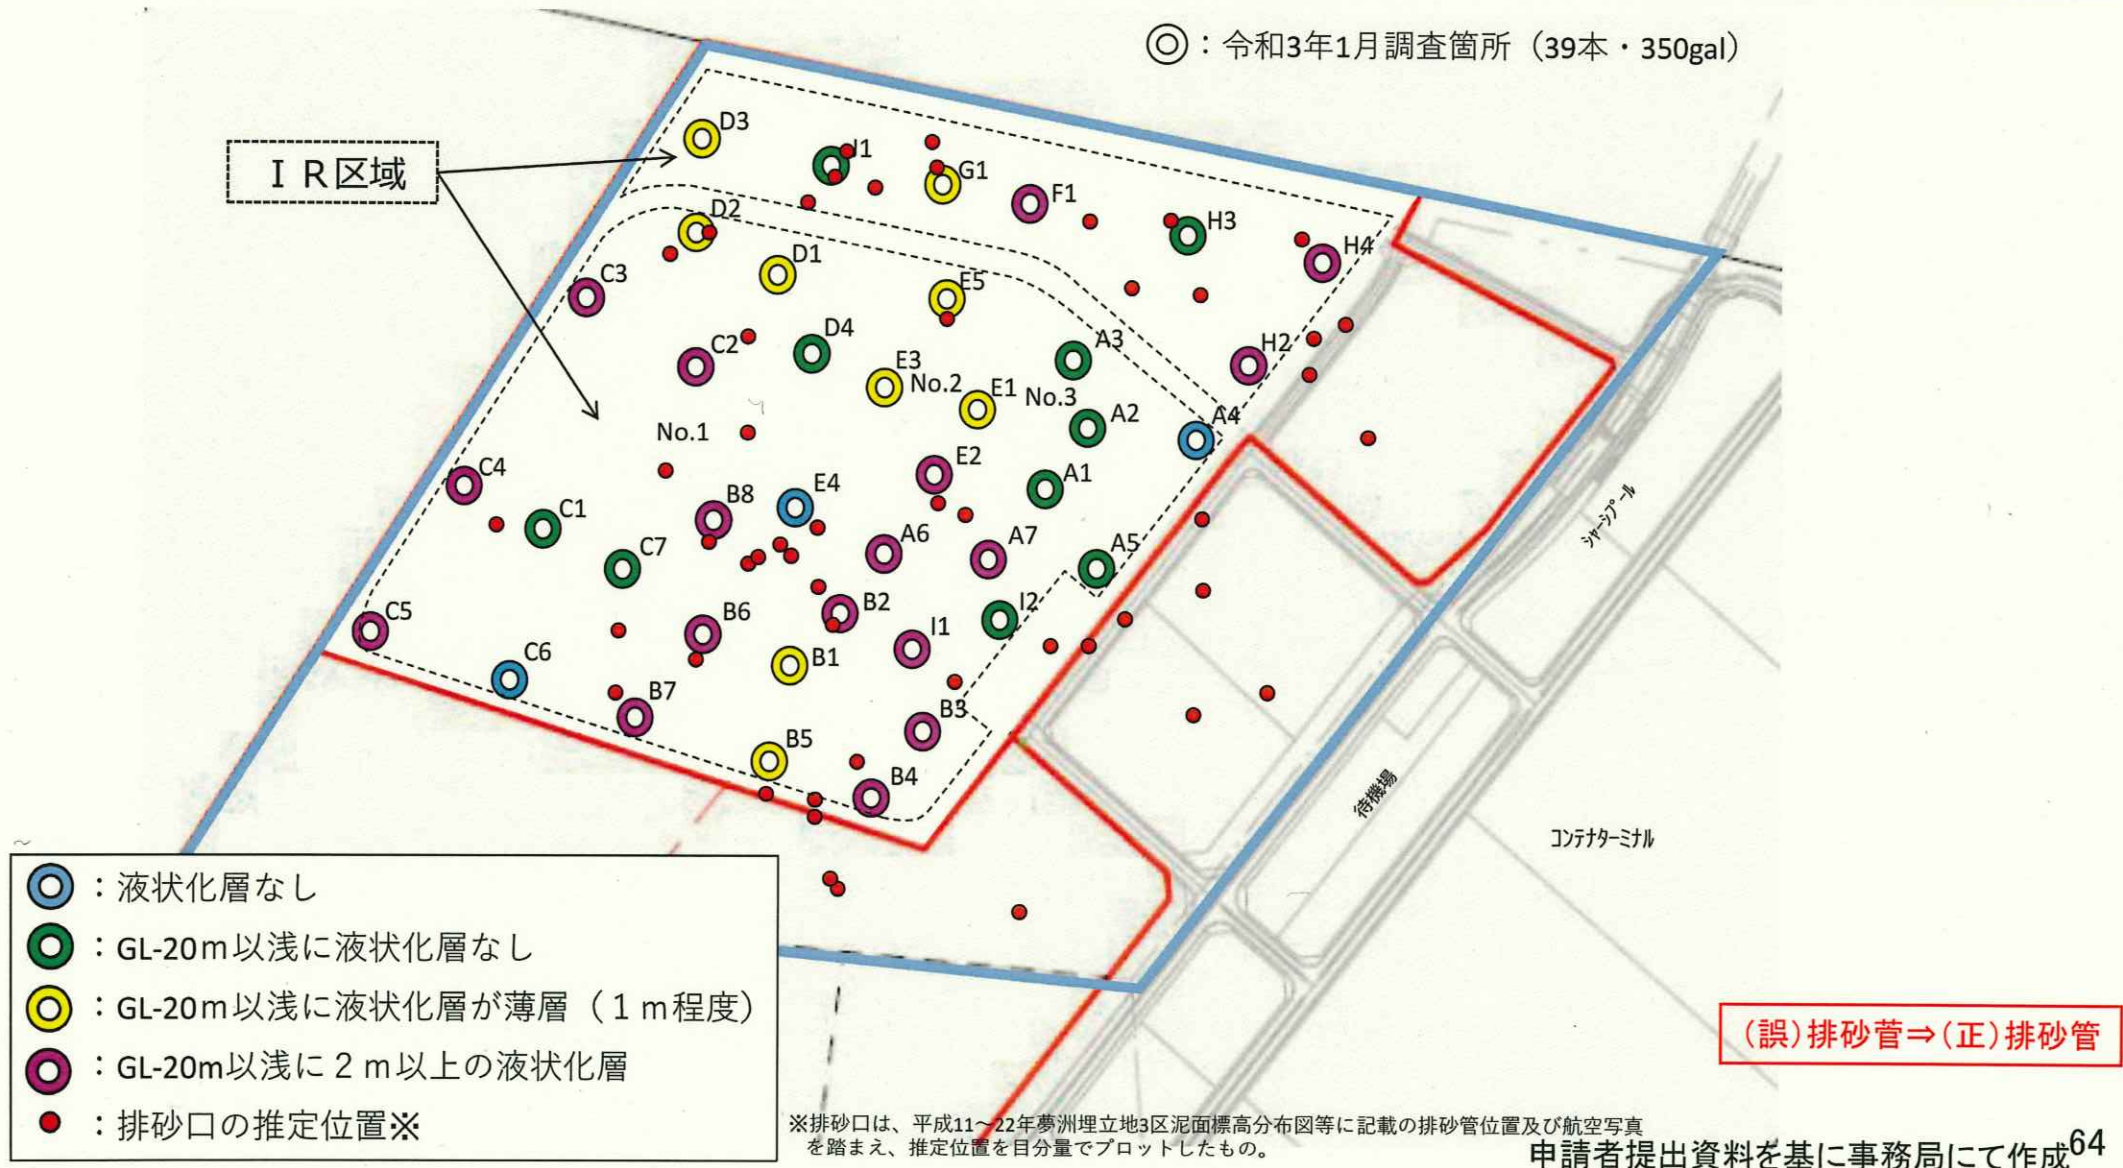 ◎：令和3年1月調査箇所（39本・350gal）
ＩＲ区域
D3
J1
G1
F1
H3
H4
D2
D1
E5
C3
C2
D4
E3
No.2
E1
No.3
A3
H2
A2
A4
No.1
C4
E2
A1
C1
B8
E4
C7
A6
A7
A5
C5
B6
B2
I1
I2
C6
B1
B7
B3
B5
B4
ｼｬｰｼﾌﾟｰﾙ
待機場
ｺﾝﾃﾅﾀｰﾐﾅﾙ
：液状化層なし
：GL-20ｍ以浅に液状化層なし
：GL-20ｍ以浅に液状化層が薄層（１ｍ程度）
：GL-20m以浅に２ｍ以上の液状化層
：排砂口の推定位置※
（誤）排砂菅⇒（正）排砂管
※排砂口は、平成11～22年夢洲埋立地3区泥面標高分布図等に記載の排砂管位置及び航空写真
を踏まえ、推定位置を目分量でプロットしたもの。
申請者提出資料を基に事務局にて作成
64